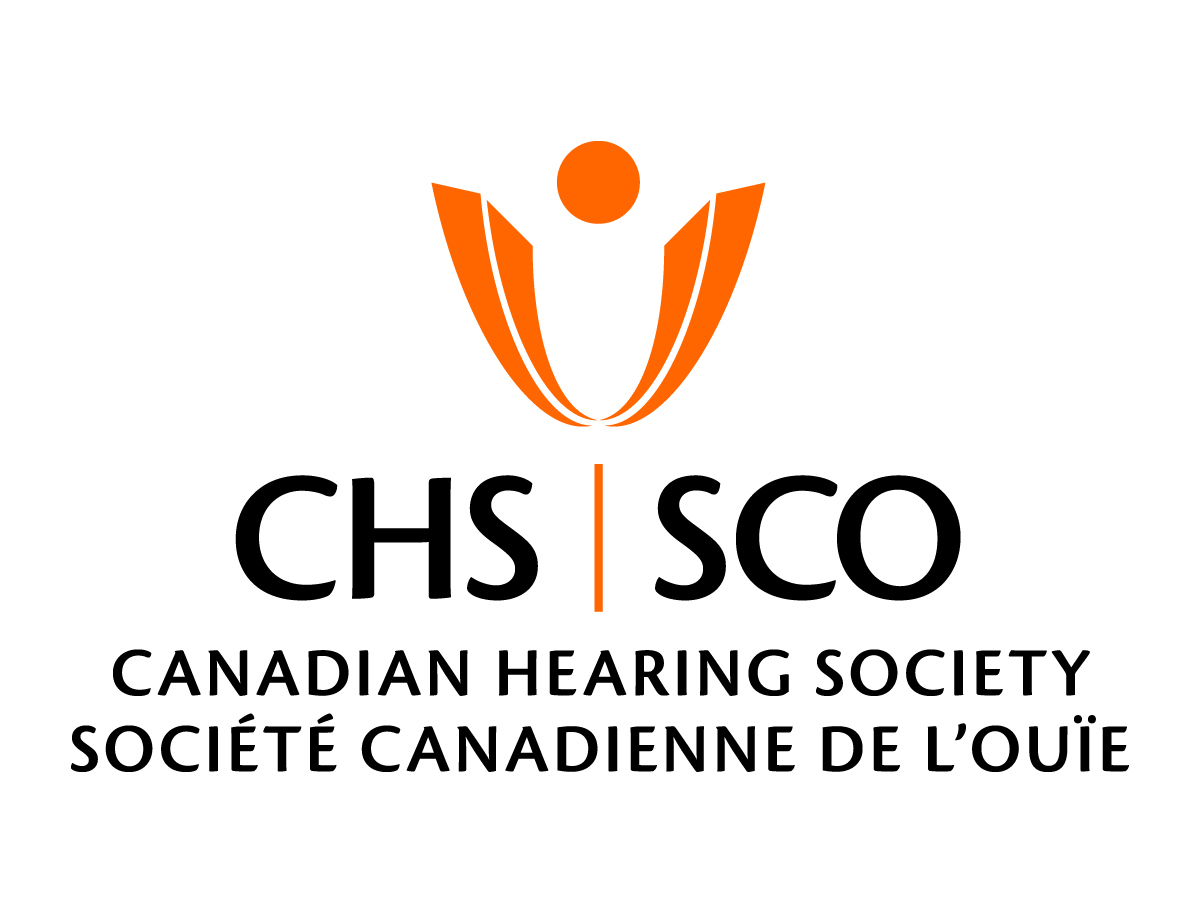 CHS | SCO
CANADIAN HEARING SOCIETY
SOCIÉTÉ CANADIENNE DE L’OUÏE